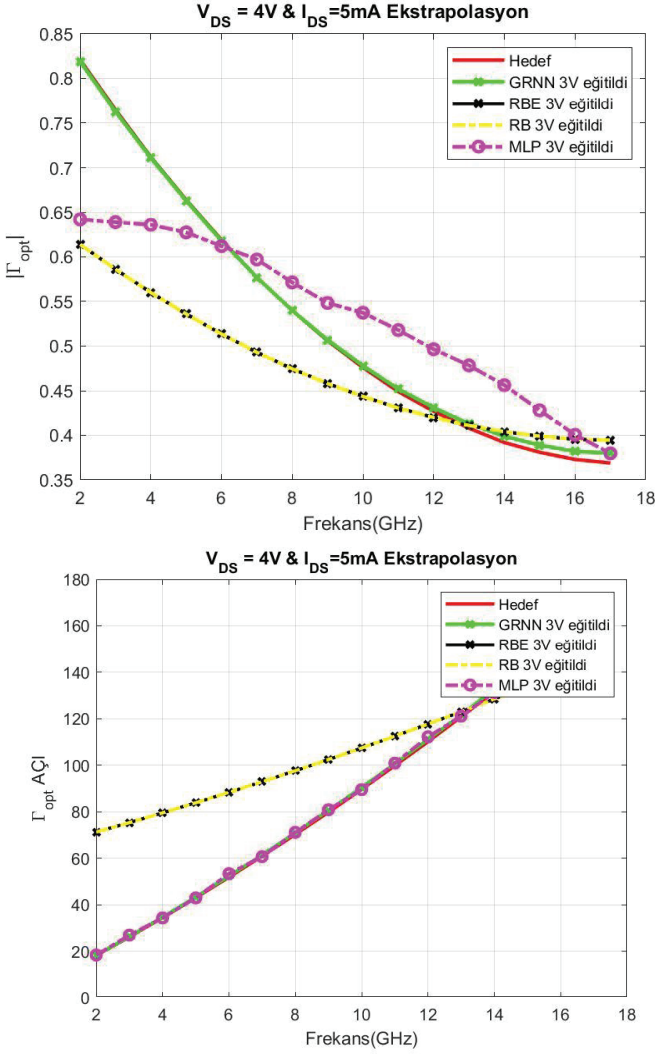 V_DS = 4V & I_DS=5mA Ekstrapolasyon
0.85
0.8
0.75
0.7
0.65
0.6
0.55
0.5
0.45
0.4
0.35
|Γ_opt|
Hedef
GRNN 3V eğitildi
RBE 3V eğitildi
RB 3V eğitildi
MLP 3V eğitildi
2 4 6 8 10 12 14 16 18
Frekans(GHz)
V_DS = 4V & I_DS=5mA Ekstrapolasyon
180
160
140
120
100
80
60
40
20
0
Γ_opt AÇI
Hedef
GRNN 3V eğitildi
RBE 3V eğitildi
RB 3V eğitildi
MLP 3V eğitildi
2 4 6 8 10 12 14 16 18
Frekans(GHz)